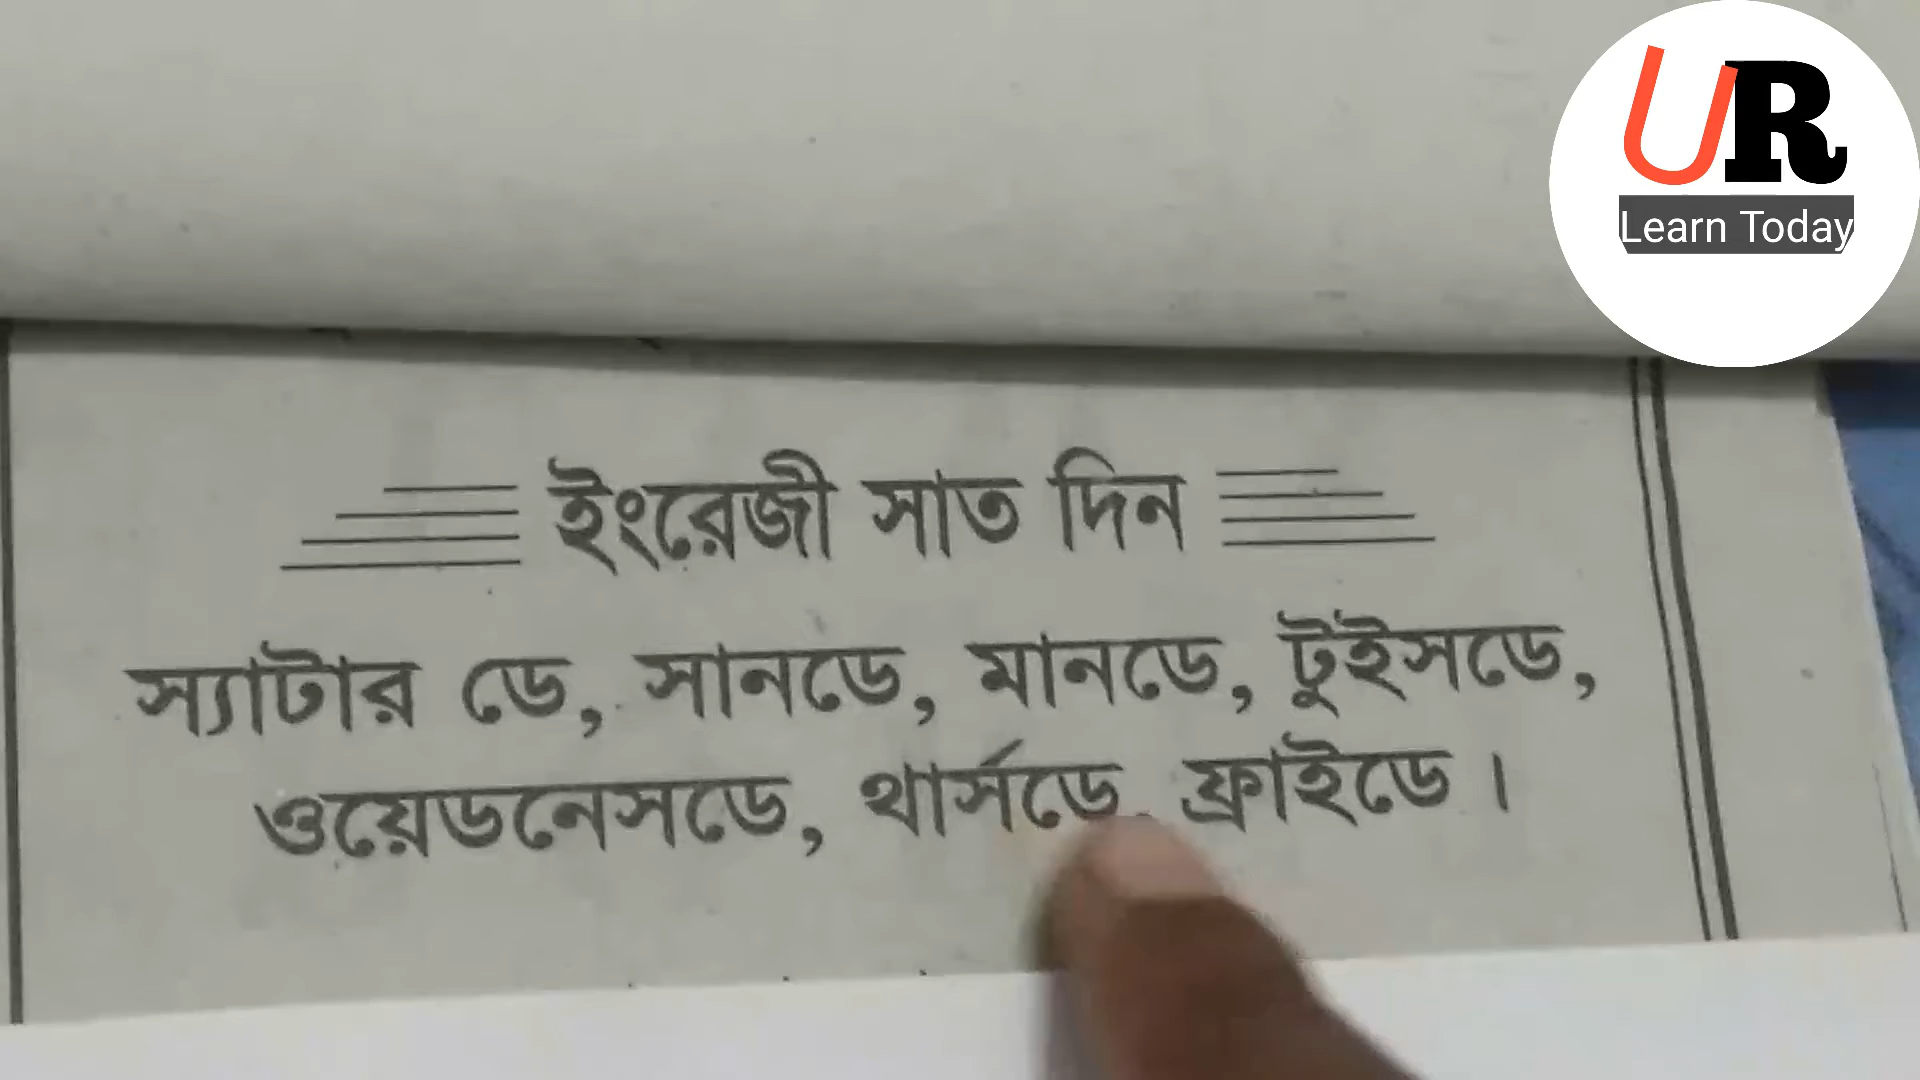 UR
Learn Today
ইংরেজী সাত দিন
স্যাটার ডে, সানডে, মানডে, টুইসডে,
ওয়েডনেসডে, থার্সডে, ফ্রাইডে।